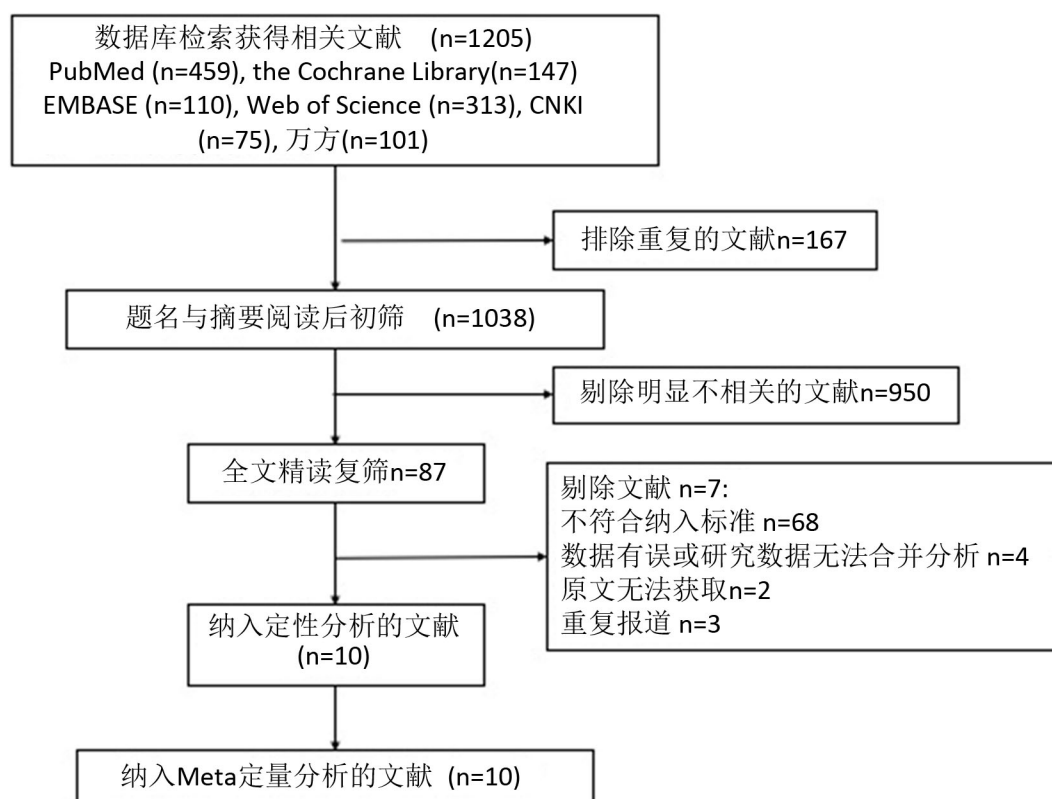 数据库检索获得相关文献 (n=1205)
PubMed (n=459), the Cochrane Library(n=147)
EMBASE (n=110), Web of Science (n=313), CNKI
(n=75), 万方(n=101)
排除重复的文献n=167
题名与摘要阅读后初筛 (n=1038)
剔除明显不相关的文献n=950
全文精读复筛n=87
剔除文献 n=7:
不符合纳入标准 n=68
数据有误或研究数据无法合并分析 n=4
原文无法获取n=2
重复报道 n=3
纳入定性分析的文献
(n=10)
纳入Meta定量分析的文献 (n=10)